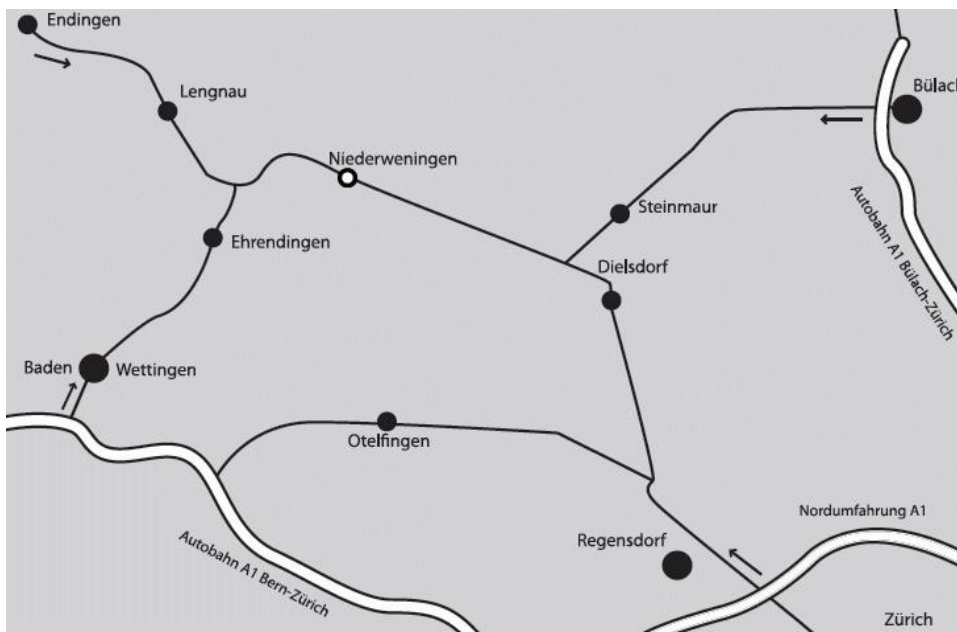 Endingen
Lengnau
Bülach
Niederweningen
Steinmaur
Ehrendingen
Dielsdorf
Autobahn A1 Bülach-Zürich
Baden
Wettingen
Otelfingen
Nordumfahrung A1
Regensdorf
Autobahn A1 Bern-Zürich
Zürich